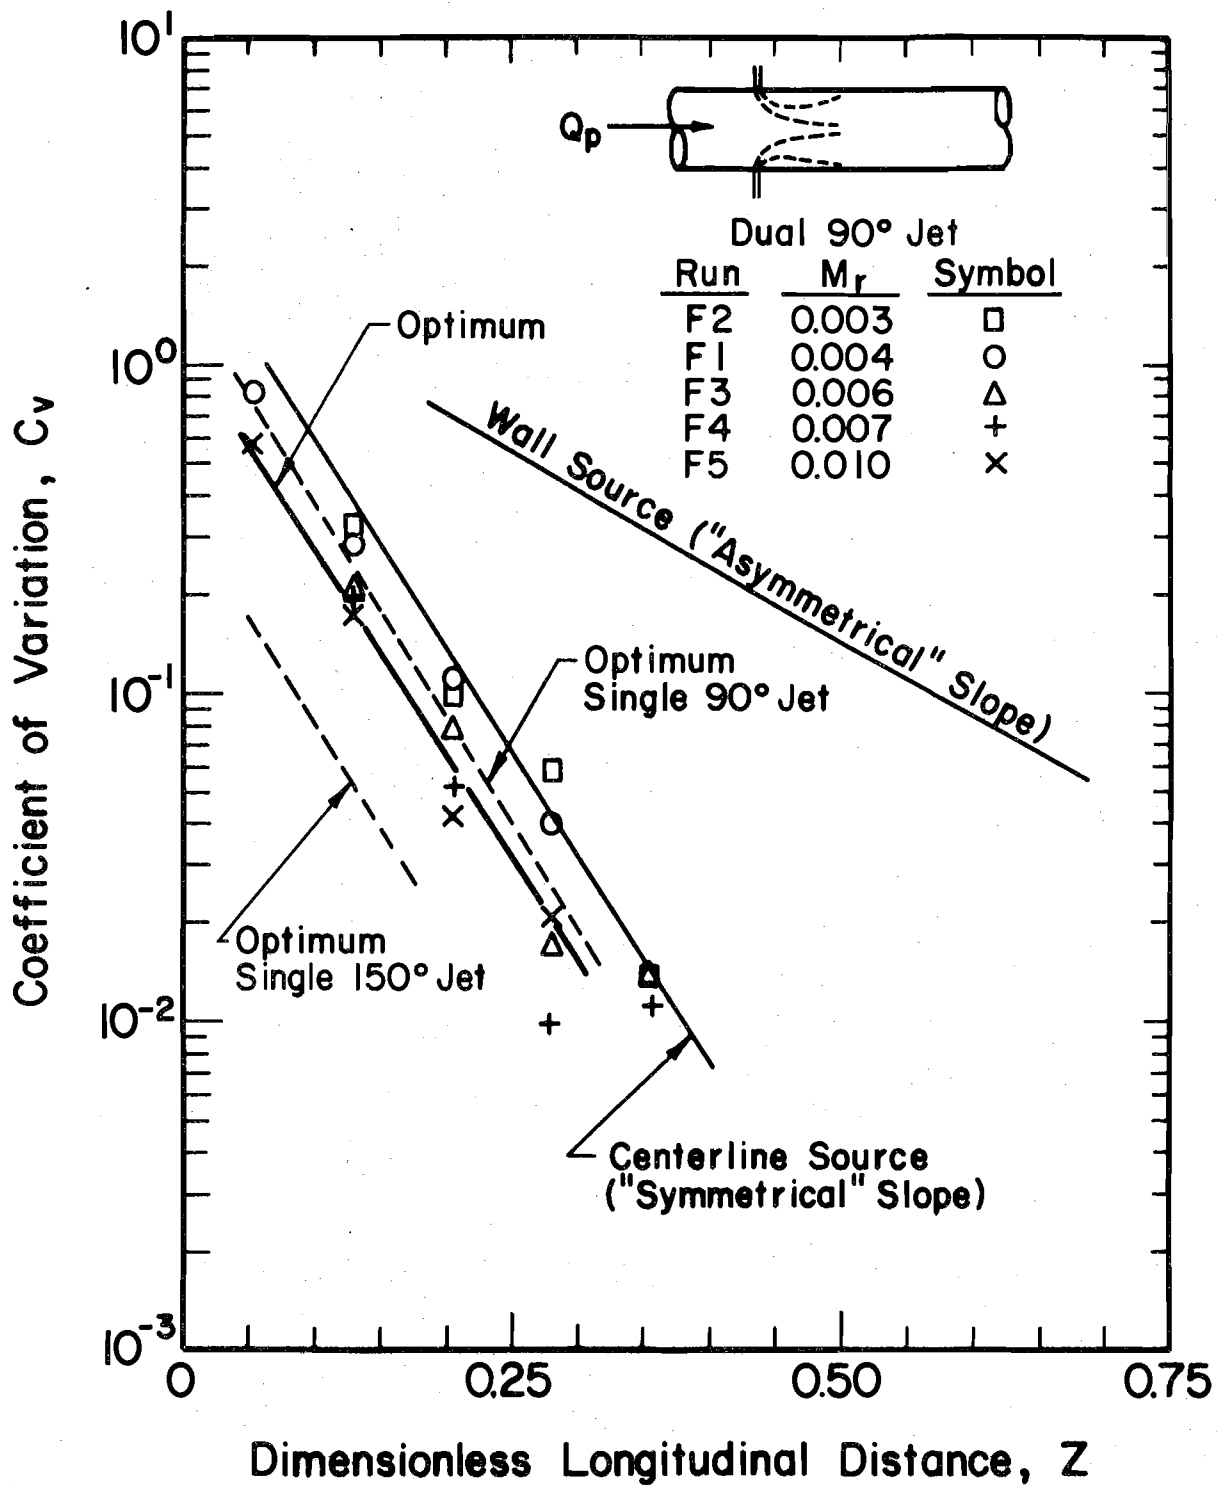 10¹
Qp
Dual 90° Jet
Run Mr Symbol
F2 0.003 □
F1 0.004 ○
F3 0.006 △
F4 0.007 +
F5 0.010 ×
Optimum
10⁰
Wall Source ("Asymmetrical" Slope)
Coefficient of Variation, Cv
Optimum
Single 90° Jet
10⁻¹
Optimum
Single 150° Jet
10⁻²
Centerline Source
("Symmetrical" Slope)
10⁻³
0 0.25 0.50 0.75
Dimensionless Longitudinal Distance, Z